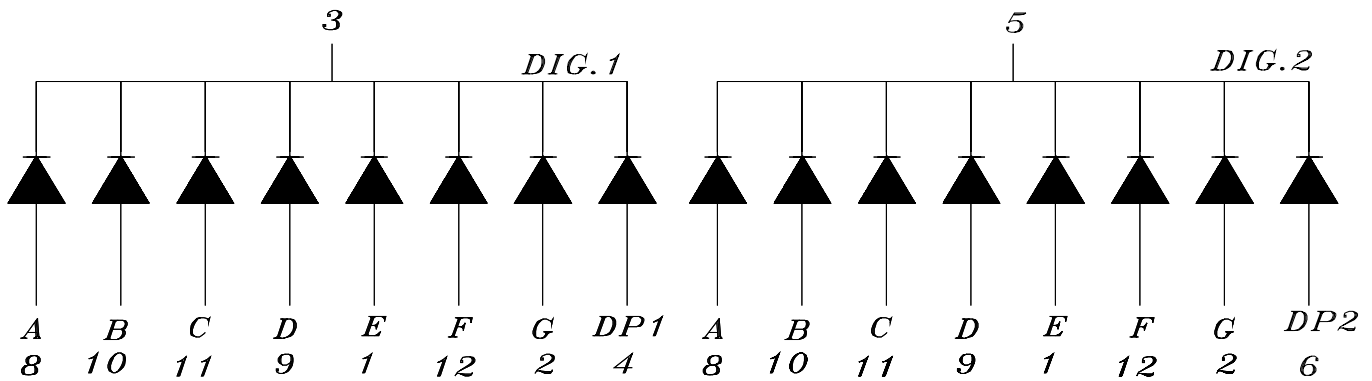 3 5
DIG.1 DIG.2
A B C D E F G DP1 A B C D E F G DP2
8 10 11 9 1 12 2 4 8 10 11 9 1 12 2 6